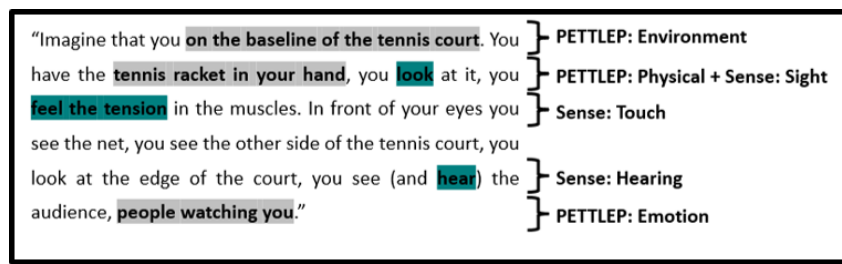 “Imagine that you on the baseline of the tennis court. You } PETTLEP: Environment
have the tennis racket in your hand, you look at it, you } PETTLEP: Physical + Sense: Sight
feel the tension in the muscles. In front of your eyes you } Sense: Touch
see the net, you see the other side of the tennis court, you
look at the edge of the court, you see (and hear) the } Sense: Hearing
audience, people watching you.” } PETTLEP: Emotion